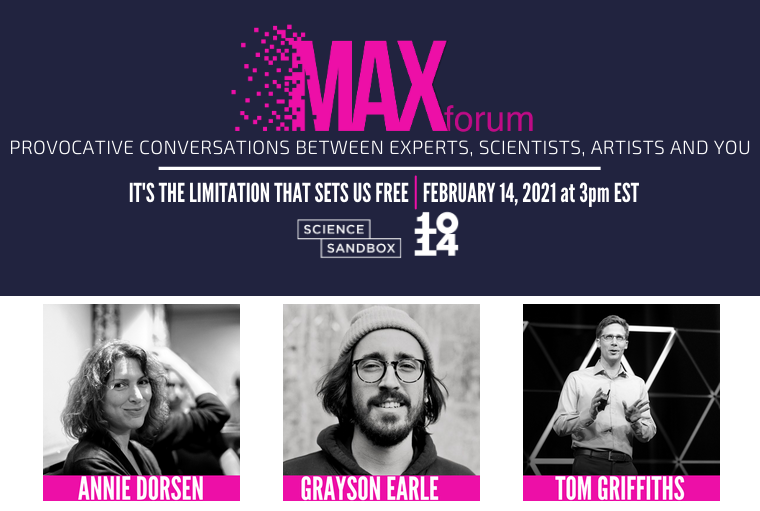 MAX forum
PROVOCATIVE CONVERSATIONS BETWEEN EXPERTS, SCIENTISTS, ARTISTS AND YOU
IT'S THE LIMITATION THAT SETS US FREE | FEBRUARY 14, 2021 at 3pm EST
SCIENCE
SANDBOX
10
14
ANNIE DORSEN
GRAYSON EARLE
TOM GRIFFITHS